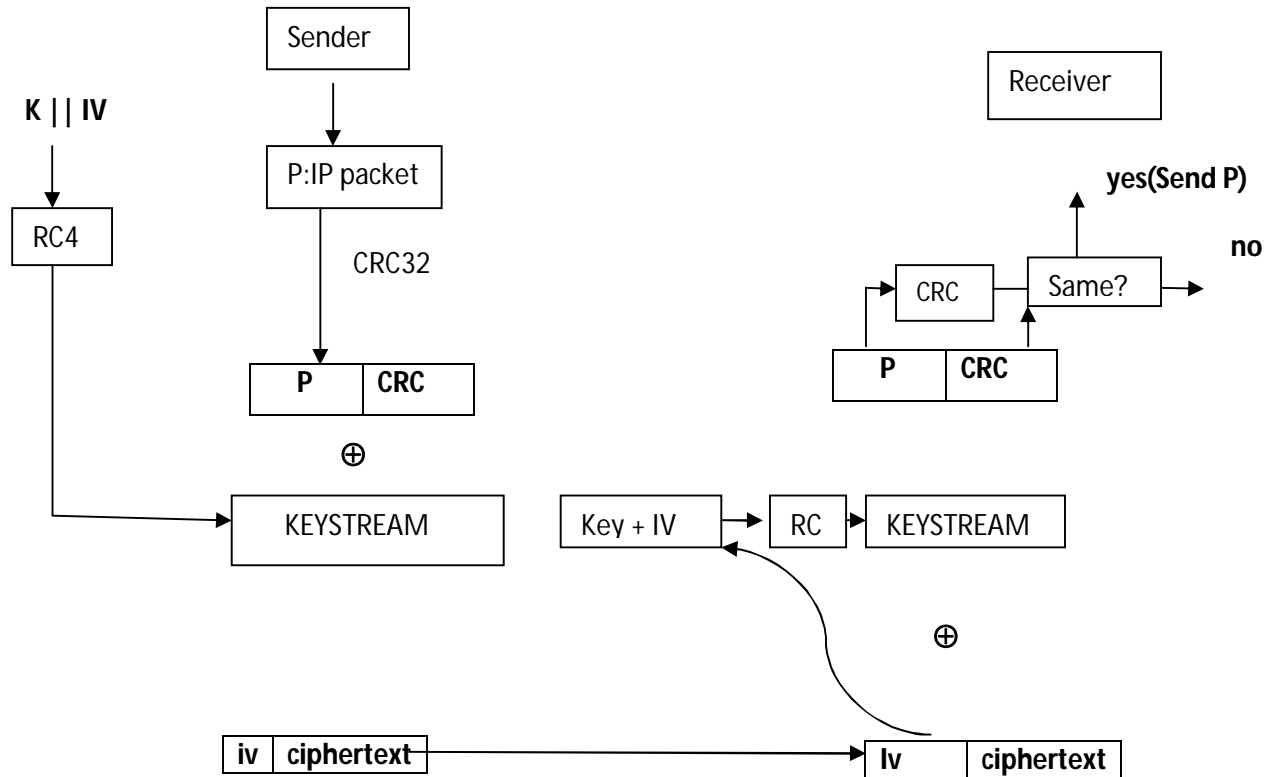 Sender
Receiver
K || IV
P:IP packet
yes(Send P)
RC4
no
CRC32
CRC
Same?
P CRC
P CRC
⊕
KEYSTREAM
Key + IV
RC
KEYSTREAM
⊕
iv ciphertext
Iv ciphertext